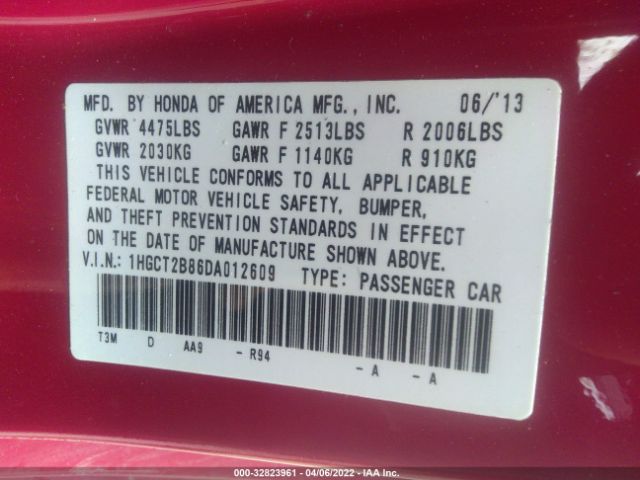 MFD. BY HONDA OF AMERICA MFG., INC. 06/'13
GVWR 4475LBS GAWR F 2513LBS R 2006LBS
GVWR 2030KG GAWR F 1140KG R 910KG
THIS VEHICLE CONFORMS TO ALL APPLICABLE
FEDERAL MOTOR VEHICLE SAFETY, BUMPER,
AND THEFT PREVENTION STANDARDS IN EFFECT
ON THE DATE OF MANUFACTURE SHOWN ABOVE.
V.I.N.: 1HGCT2B86DA012609 TYPE: PASSENGER CAR
T3M D AA9 - R94 - A - A
000-32823961 - 04/06/2022 - IAA Inc.